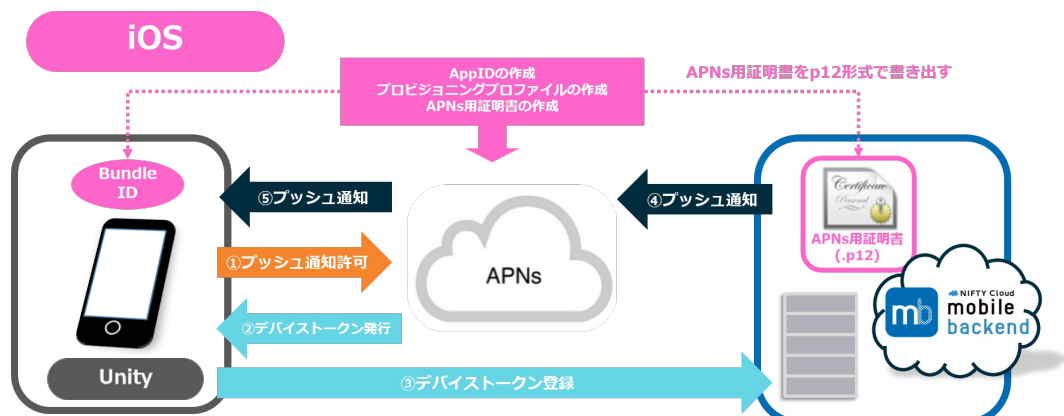 iOS
AppIDの作成
プロビジョニングプロファイルの作成
APNs用証明書の作成
APNs用証明書をp12形式で書き出す
Bundle
ID
⑤プッシュ通知
④プッシュ通知
Certificate
Personal
APNs用証明書
(.p12)
①プッシュ通知許可
APNs
②デバイストークン発行
mb
NIFTY Cloud
mobile
backend
Unity
③デバイストークン登録